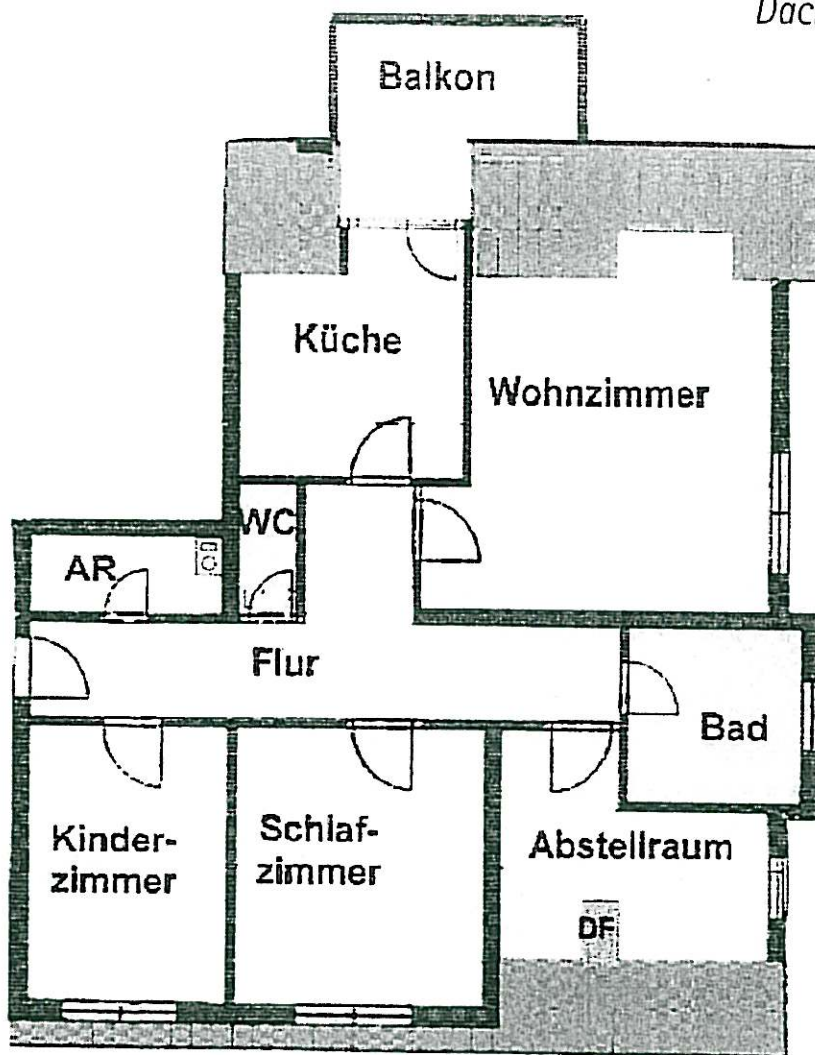 Balkon
Küche
Wohnzimmer
WC
AR
Flur
Bad
Kinder-
zimmer
Schlaf-
zimmer
Abstellraum
DF